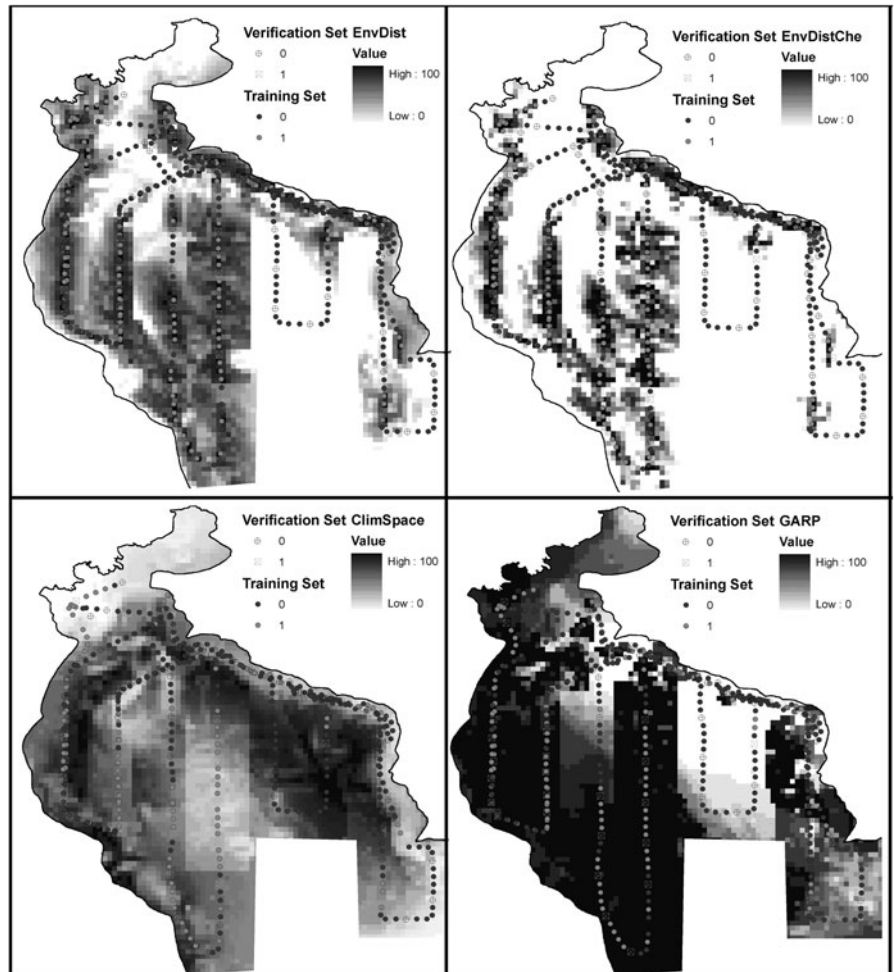 Verification Set EnvDist
0 Value
1 High : 100
Training Set
0 Low : 0
1
Verification Set EnvDistChe
0 Value
1 High : 100
Training Set
0 Low : 0
1
Verification Set ClimSpace
0 Value
1 High : 100
Training Set
0 Low : 0
1
Verification Set GARP
0 Value
1 High : 100
Training Set
0 Low : 0
1